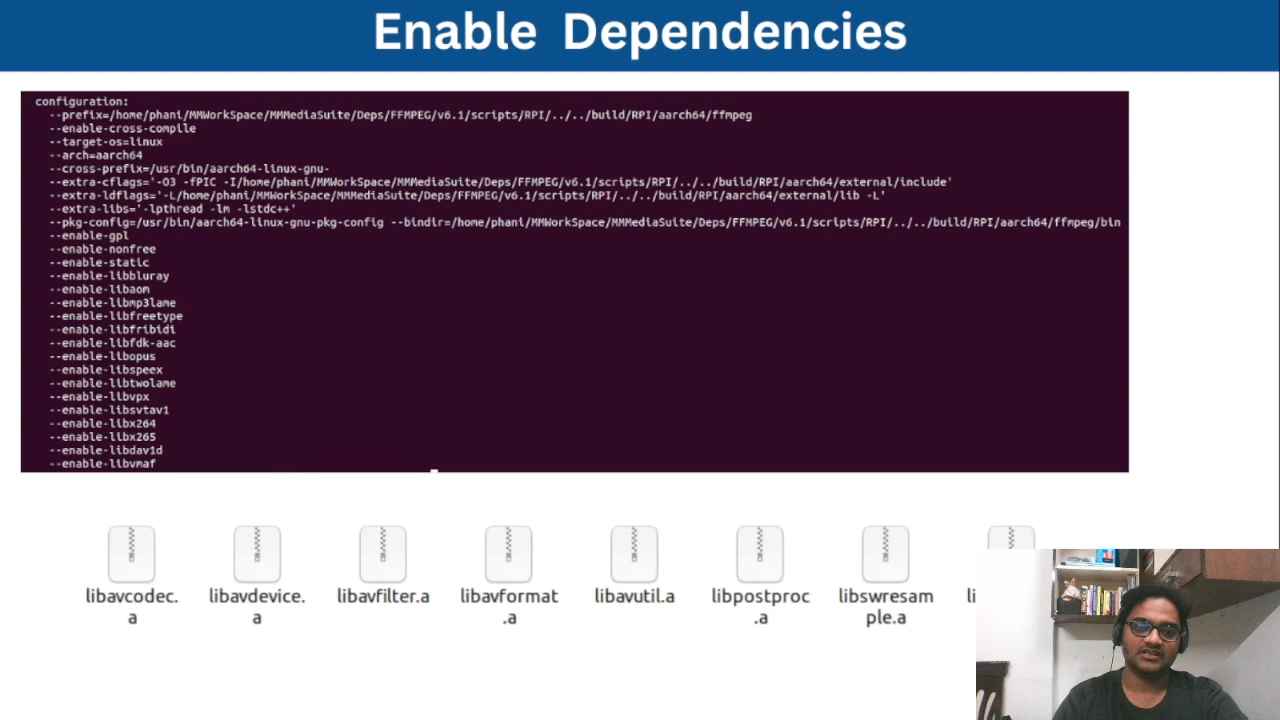 Enable Dependencies
configuration:
--prefix=/home/phani/MMWorkSpace/MMMediaSuite/Deps/FFMPEG/v6.1/scripts/RPI/../../build/RPI/aarch64/ffmpeg
--enable-cross-compile
--target-os=linux
--arch=aarch64
--cross-prefix=/usr/bin/aarch64-linux-gnu-
--extra-cflags='-O3 -fPIC -I/home/phani/MMWorkSpace/MMMediaSuite/Deps/FFMPEG/v6.1/scripts/RPI/../../build/RPI/aarch64/external/include'
--extra-ldflags='-L/home/phani/MMWorkSpace/MMMediaSuite/Deps/FFMPEG/v6.1/scripts/RPI/../../build/RPI/aarch64/external/lib -L'
--extra-libs='-lpthread -lm -lstdc++'
--pkg-config=/usr/bin/aarch64-linux-gnu-pkg-config --bindir=/home/phani/MMWorkSpace/MMMediaSuite/Deps/FFMPEG/v6.1/scripts/RPI/../../build/RPI/aarch64/ffmpeg/bin
--enable-gpl
--enable-nonfree
--enable-static
--enable-libbluray
--enable-libaom
--enable-libmp3lame
--enable-libfreetype
--enable-libfribidi
--enable-libfdk-aac
--enable-libopus
--enable-libspeex
--enable-libtwolame
--enable-libvpx
--enable-libsvtav1
--enable-libx264
--enable-libx265
--enable-libdav1d
--enable-libvmaf
libavcodec. libavdevice. libavfilter.a libavformat libavutil.a libpostproc libswresam li
a a .a .a ple.a